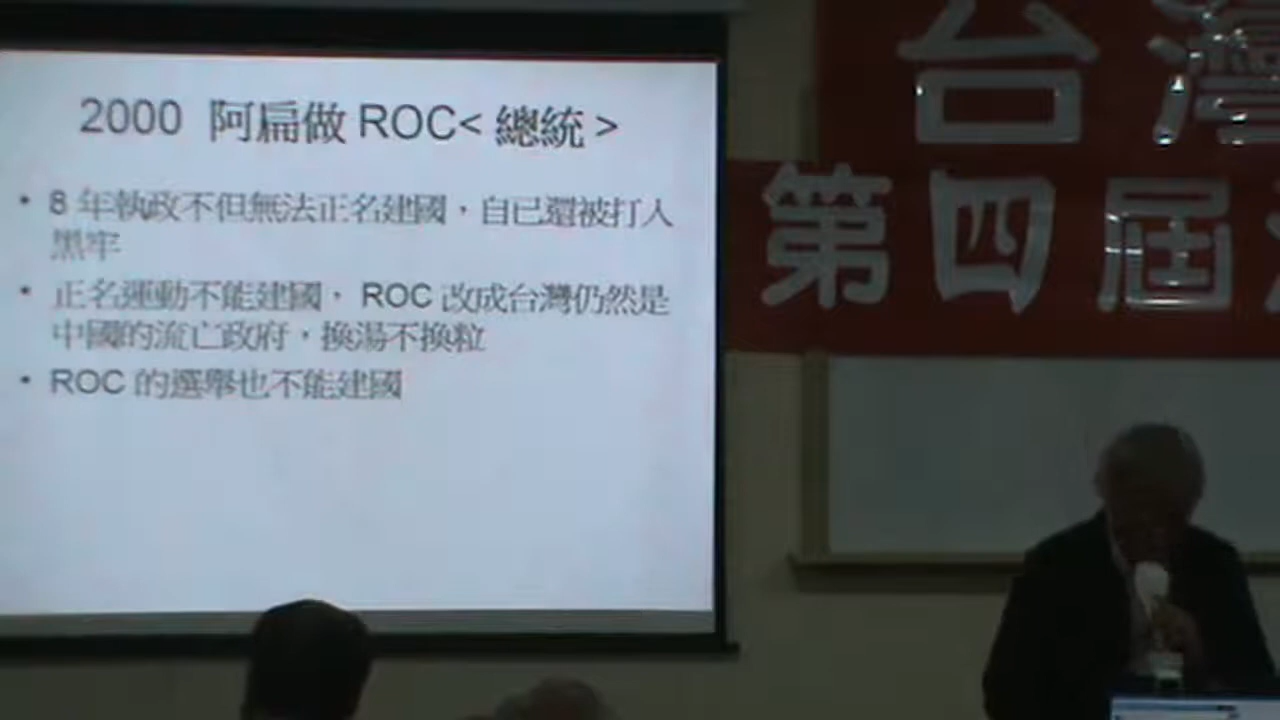 2000 阿扁做 ROC< 總統 >
• 8 年執政不但無法正名建國，自已還被打入
黑牢
• 正名運動不能建國， ROC 改成台灣仍然是
中國的流亡政府，換湯不換粒
• ROC 的選舉也不能建國
台灣
第四屆